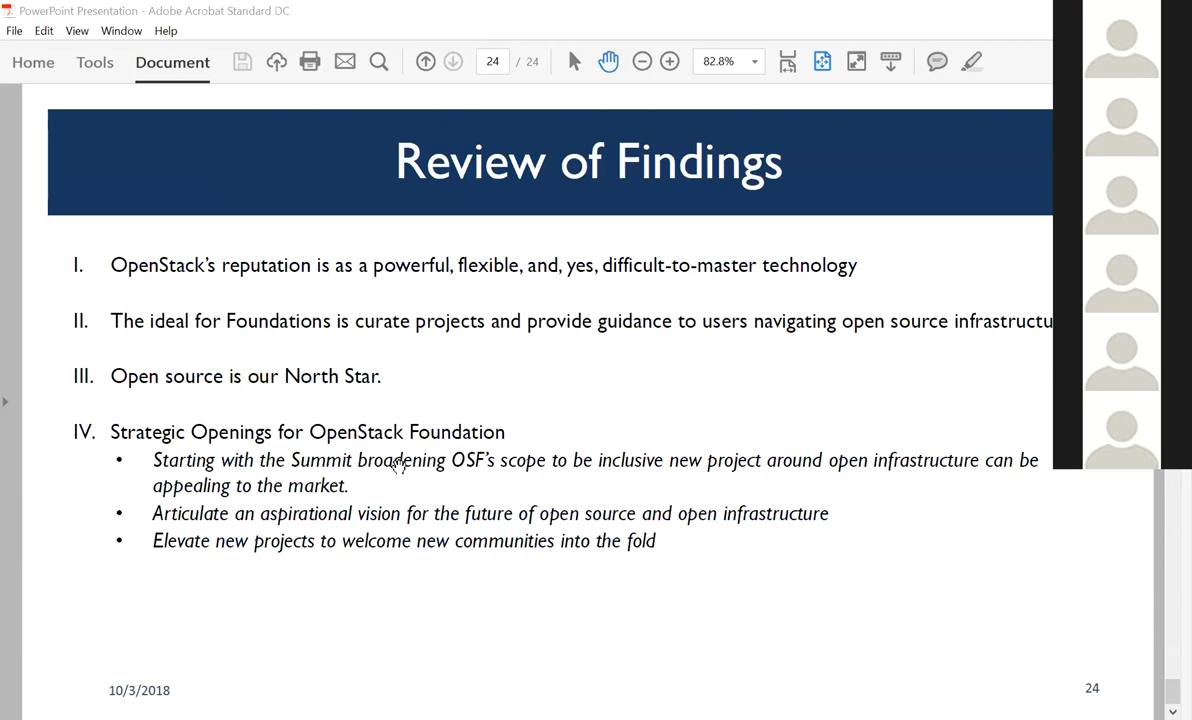 PowerPoint Presentation - Adobe Acrobat Standard DC
File Edit View Window Help
Home Tools Document 24 / 24 82.8%
Review of Findings
I. OpenStack's reputation is as a powerful, flexible, and, yes, difficult-to-master technology
II. The ideal for Foundations is curate projects and provide guidance to users navigating open source infrastructu
III. Open source is our North Star.
IV. Strategic Openings for OpenStack Foundation
• Starting with the Summit broadening OSF's scope to be inclusive new project around open infrastructure can be
appealing to the market.
• Articulate an aspirational vision for the future of open source and open infrastructure
• Elevate new projects to welcome new communities into the fold
10/3/2018 24